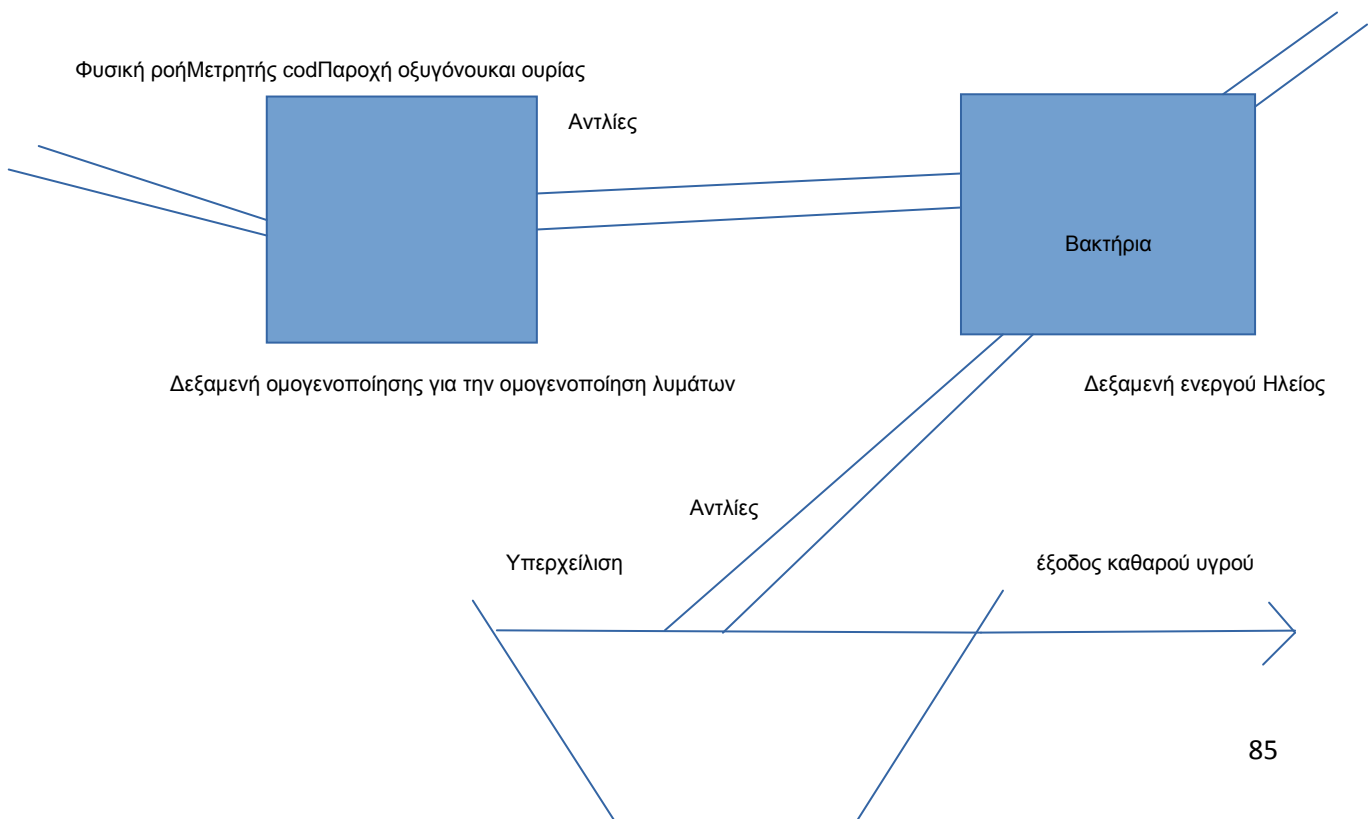 Φυσική ροήΜετρητής codΠαροχή οξυγόνουκαι ουρίας
Αντλίες
Βακτήρια
Δεξαμενή ομογενοποίησης για την ομογενοποίηση λυμάτων
Δεξαμενή ενεργού Ηλείος
Αντλίες
Υπερχείλιση
έξοδος καθαρού υγρού
85